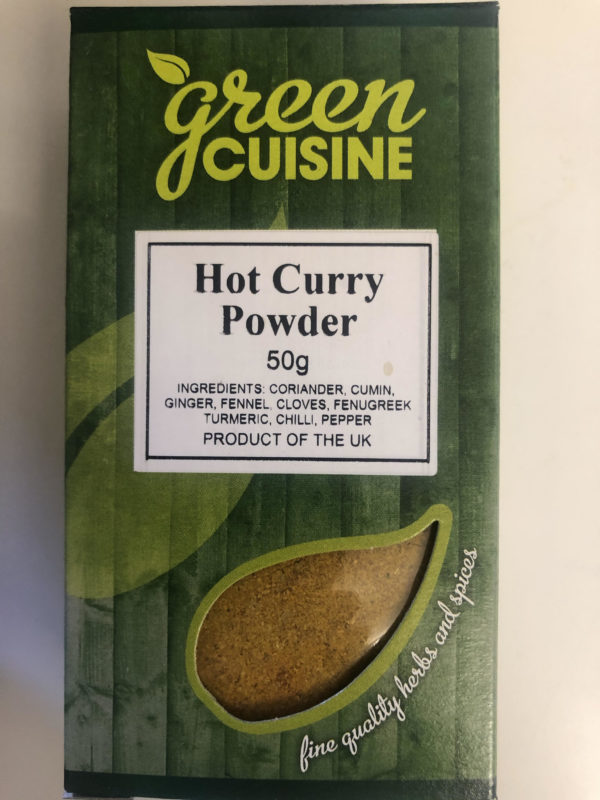 green
CUISINE
Hot Curry
Powder
50g
INGREDIENTS: CORIANDER, CUMIN,
GINGER, FENNEL, CLOVES, FENUGREEK
TURMERIC, CHILLI, PEPPER
PRODUCT OF THE UK
fine quality herbs and spices